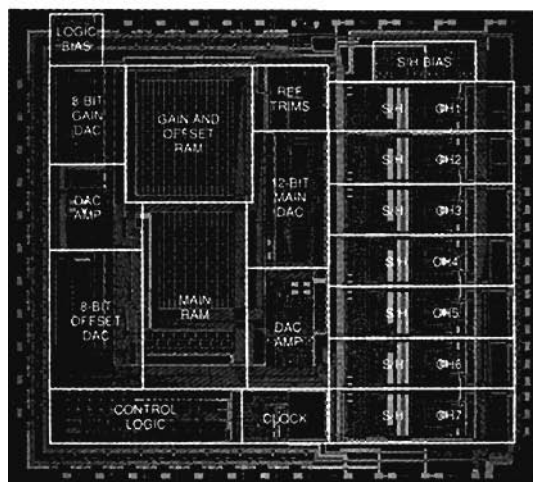 LOGIC
BIAS
S/H BIAS
8-BIT
GAIN
DAC
GAIN AND
OFFSET
RAM
REF
TRIMS
S/H CH1
12-BIT
MAIN
DAC
S/H CH2
DAC
AMP
S/H CH3
8-BIT
OFFSET
DAC
MAIN
RAM
S/H CH4
DAC
AMP
S/H CH5
S/H CH6
CONTROL
LOGIC
CLOCK
S/H CH7